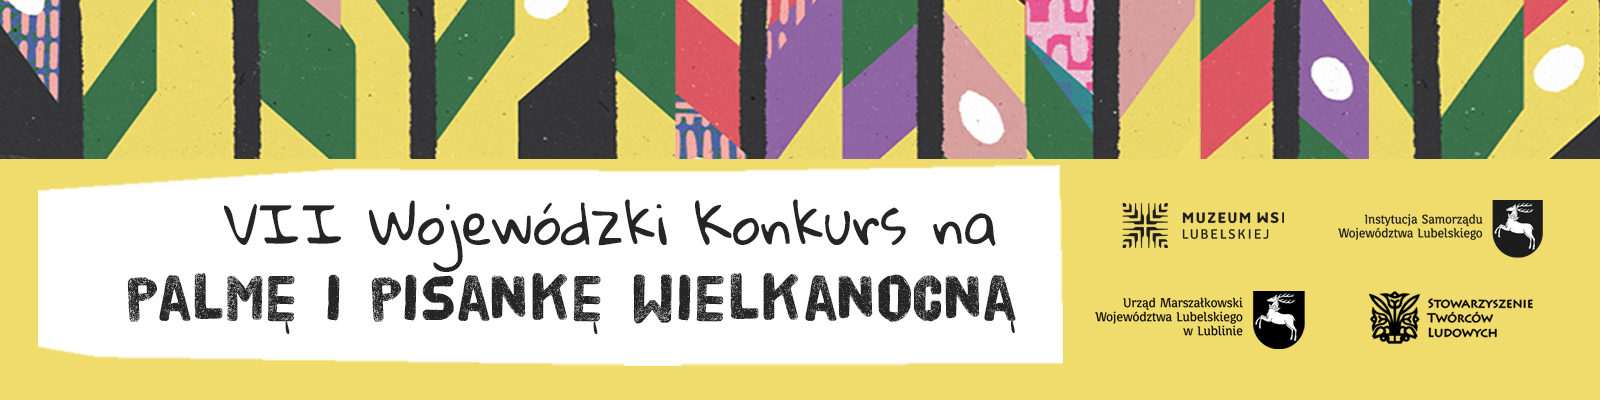 VII Wojewódzki Konkurs na
PALMĘ I PISANKĘ WIELKANOCNĄ
MUZEUM WSI
LUBELSKIEJ
Instytucja Samorządu
Województwa Lubelskiego
Urząd Marszałkowski
Województwa Lubelskiego
w Lublinie
Stowarzyszenie
Twórców
Ludowych